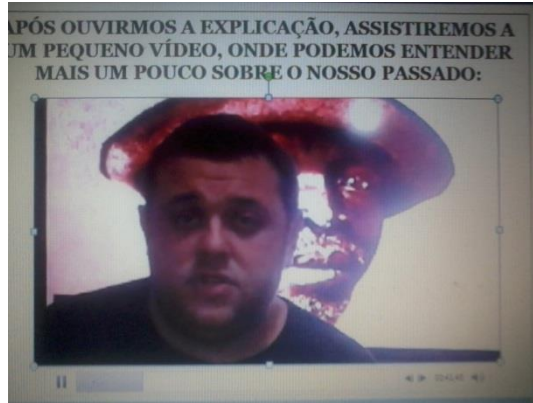 APÓS OUVIRMOS A EXPLICAÇÃO, ASSISTIREMOS A
UM PEQUENO VÍDEO, ONDE PODEMOS ENTENDER
MAIS UM POUCO SOBRE O NOSSO PASSADO: